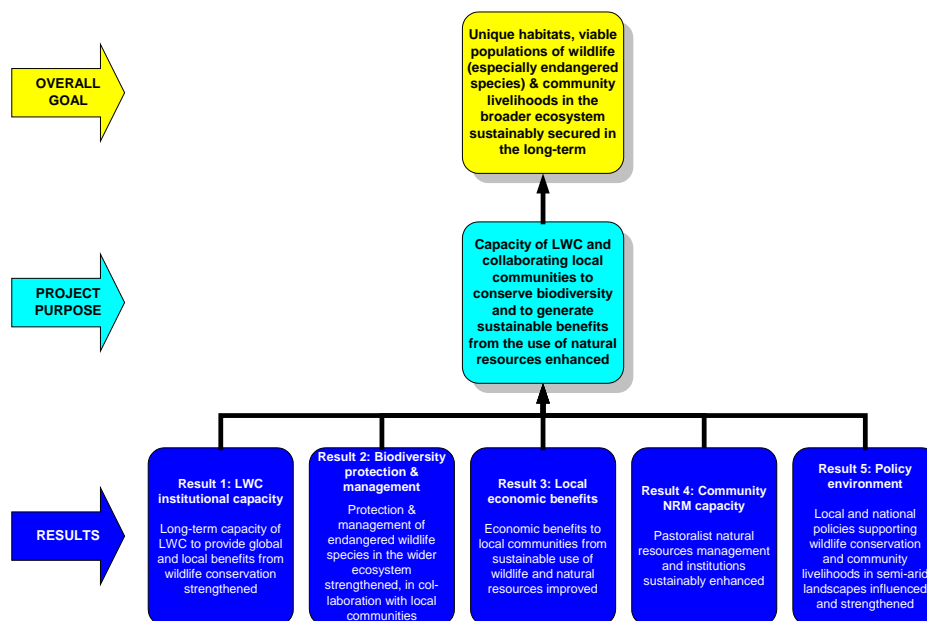 OVERALL
GOAL
Unique habitats, viable
populations of wildlife
(especially endangered
species) & community
livelihoods in the
broader ecosystem
sustainably secured in
the long-term
PROJECT
PURPOSE
Capacity of LWC and
collaborating local
communities to
conserve biodiversity
and to generate
sustainable benefits
from the use of natural
resources enhanced
RESULTS
Result 1: LWC
institutional capacity
Long-term capacity of
LWC to provide global
and local benefits from
wildlife conservation
strengthened
Result 2: Biodiversity
protection &
management
Protection &
management of
endangered wildlife
species in the wider
ecosystem
strengthened, in col-
laboration with local
communities
Result 3: Local
economic benefits
Economic benefits to
local communities from
sustainable use of
wildlife and natural
resources improved
Result 4: Community
NRM capacity
Pastoralist natural
resources management
and institutions
sustainably enhanced
Result 5: Policy
environment
Local and national
policies supporting
wildlife conservation
and community
livelihoods in semi-arid
landscapes influenced
and strengthened